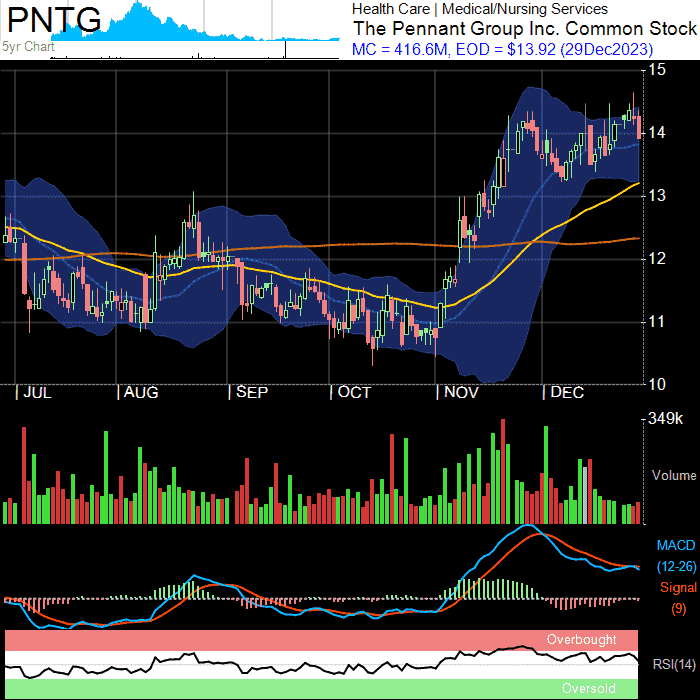 PNTG
5yr Chart
Health Care | Medical/Nursing Services
The Pennant Group Inc. Common Stock
MC = 416.6M, EOD = $13.92 (29Dec2023)
15
14
13
12
11
10
JUL AUG SEP OCT NOV DEC
349k
Volume
MACD
(12-26)
Signal
(9)
Overbought
RSI(14)
Oversold